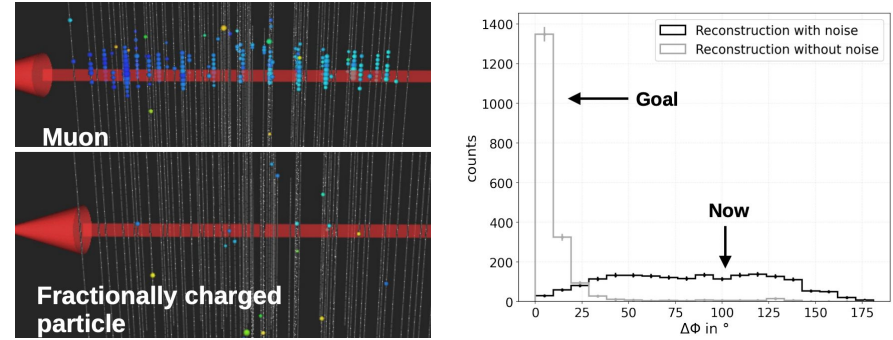 Muon
Fractionally charged
particle
1400
1200
1000
800
600
400
200
0
counts
Reconstruction with noise
Reconstruction without noise
Goal
Now
0 25 50 75 100 125 150 175
ΔΦ in °